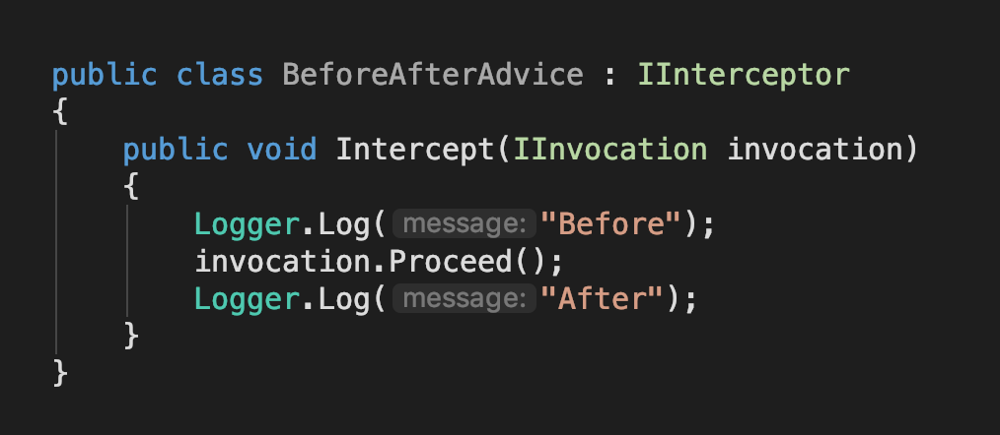 public class BeforeAfterAdvice : IInterceptor
{
    public void Intercept(IInvocation invocation)
    {
        Logger.Log( message: "Before");
        invocation.Proceed();
        Logger.Log( message: "After");
    }
}